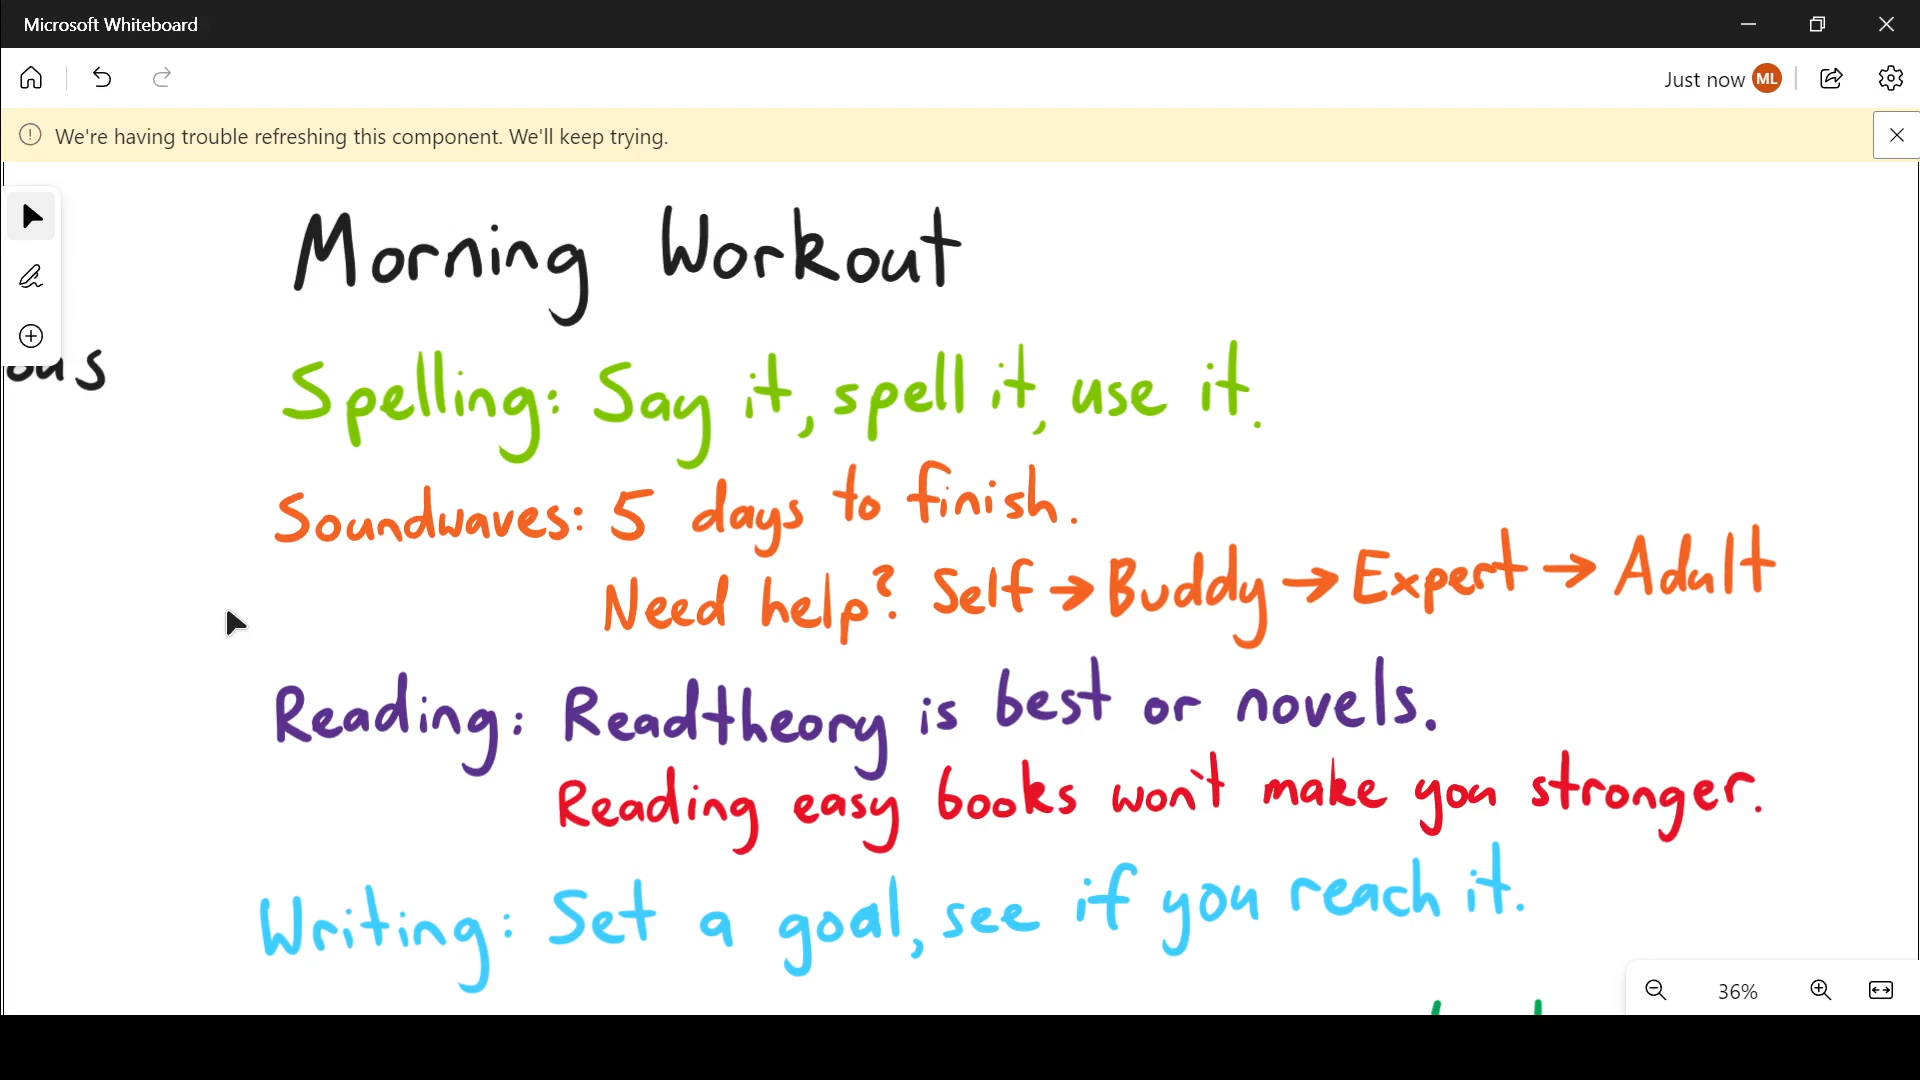 Microsoft Whiteboard
Just now ML
We're having trouble refreshing this component. We'll keep trying.
Morning Workout
Spelling: Say it, spell it, use it.
Soundwaves: 5 days to finish.
Need help? Self → Buddy → Expert → Adult
Reading: Readtheory is best or novels.
Reading easy books won't make you stronger.
Writing: Set a goal, see if you reach it.
36%